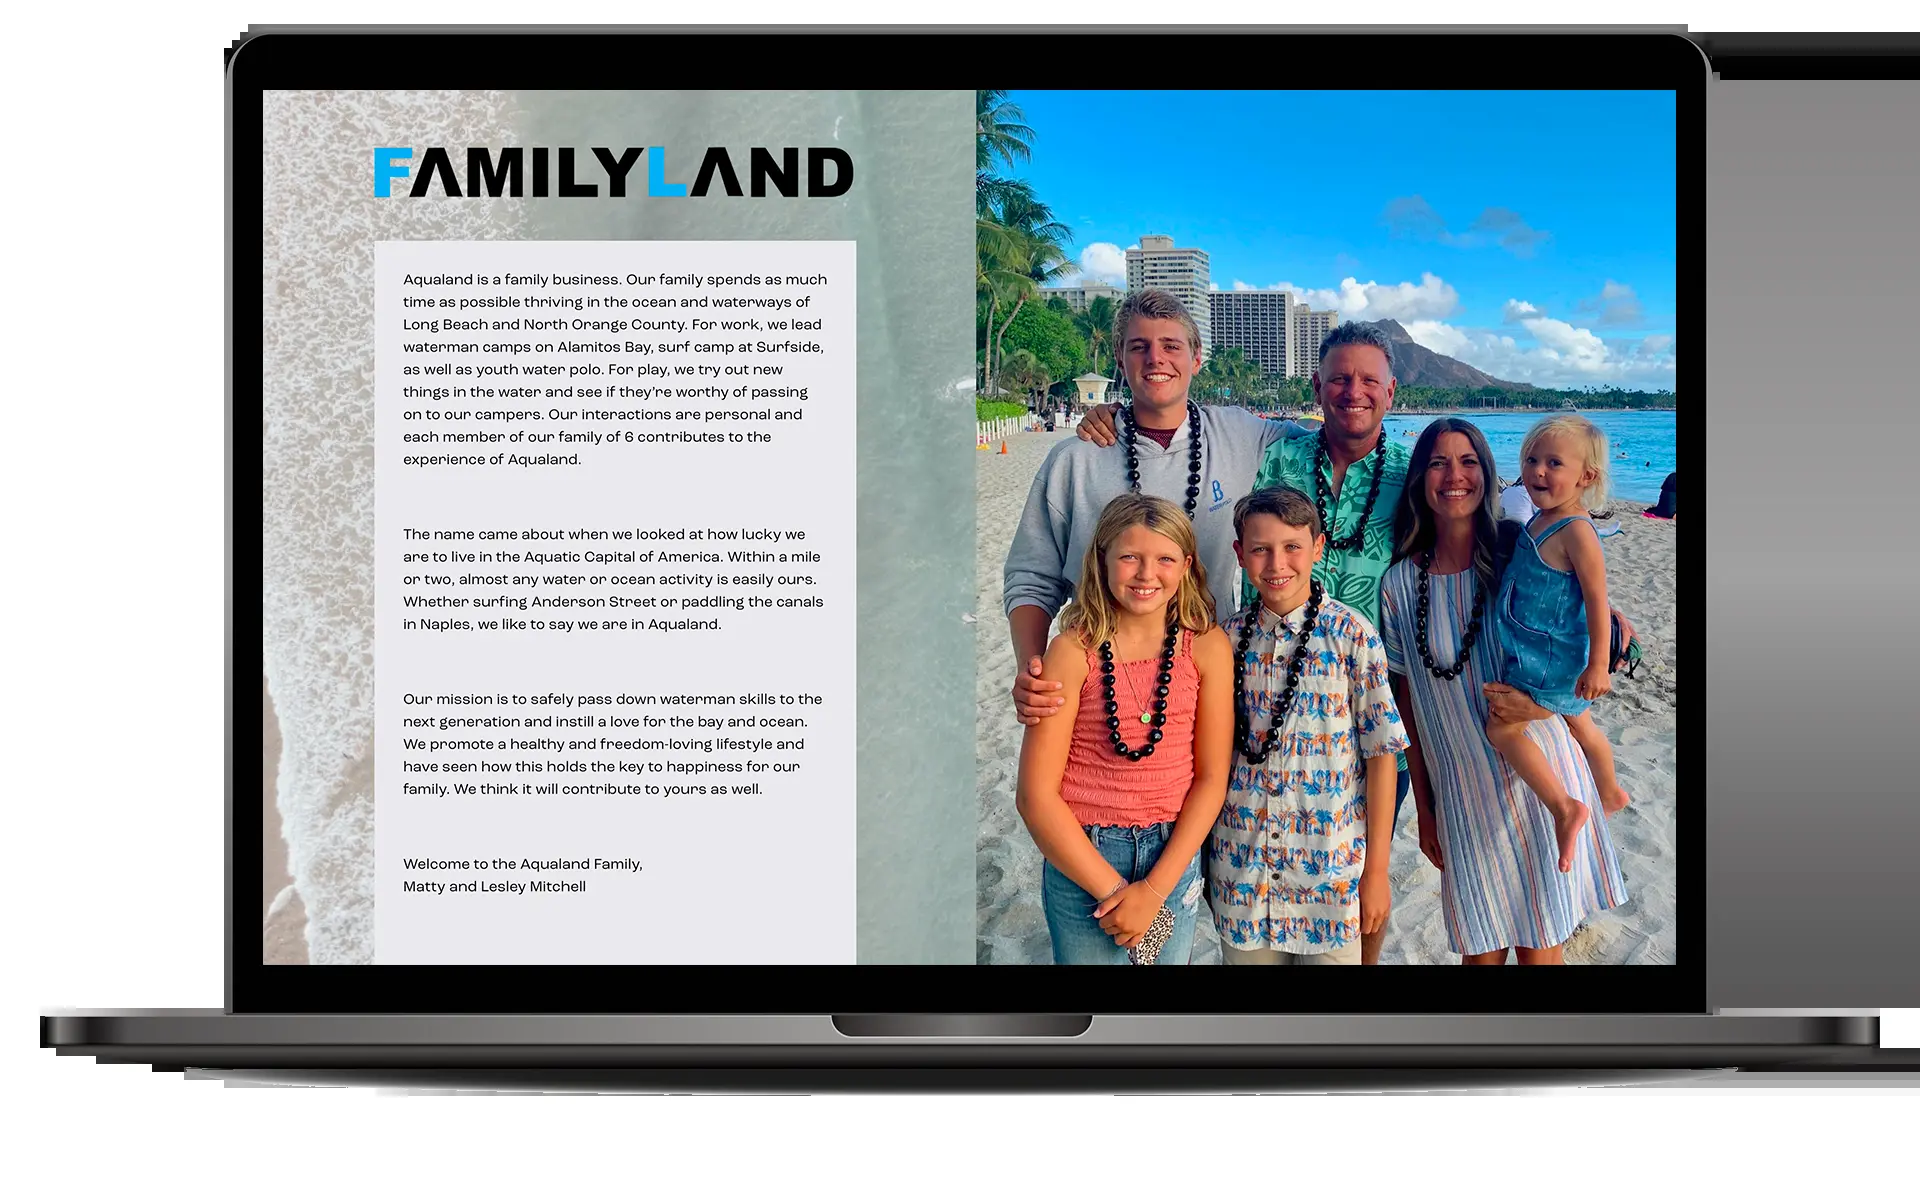 FAMILYLAND
Aqualand is a family business. Our family spends as much
time as possible thriving in the ocean and waterways of
Long Beach and North Orange County. For work, we lead
waterman camps on Alamitos Bay, surf camp at Surfside,
as well as youth water polo. For play, we try out new
things in the water and see if they’re worthy of passing
on to our campers. Our interactions are personal and
each member of our family of 6 contributes to the
experience of Aqualand.
The name came about when we looked at how lucky we
are to live in the Aquatic Capital of America. Within a mile
or two, almost any water or ocean activity is easily ours.
Whether surfing Anderson Street or paddling the canals
in Naples, we like to say we are in Aqualand.
Our mission is to safely pass down waterman skills to the
next generation and instill a love for the bay and ocean.
We promote a healthy and freedom-loving lifestyle and
have seen how this holds the key to happiness for our
family. We think it will contribute to yours as well.
Welcome to the Aqualand Family,
Matty and Lesley Mitchell